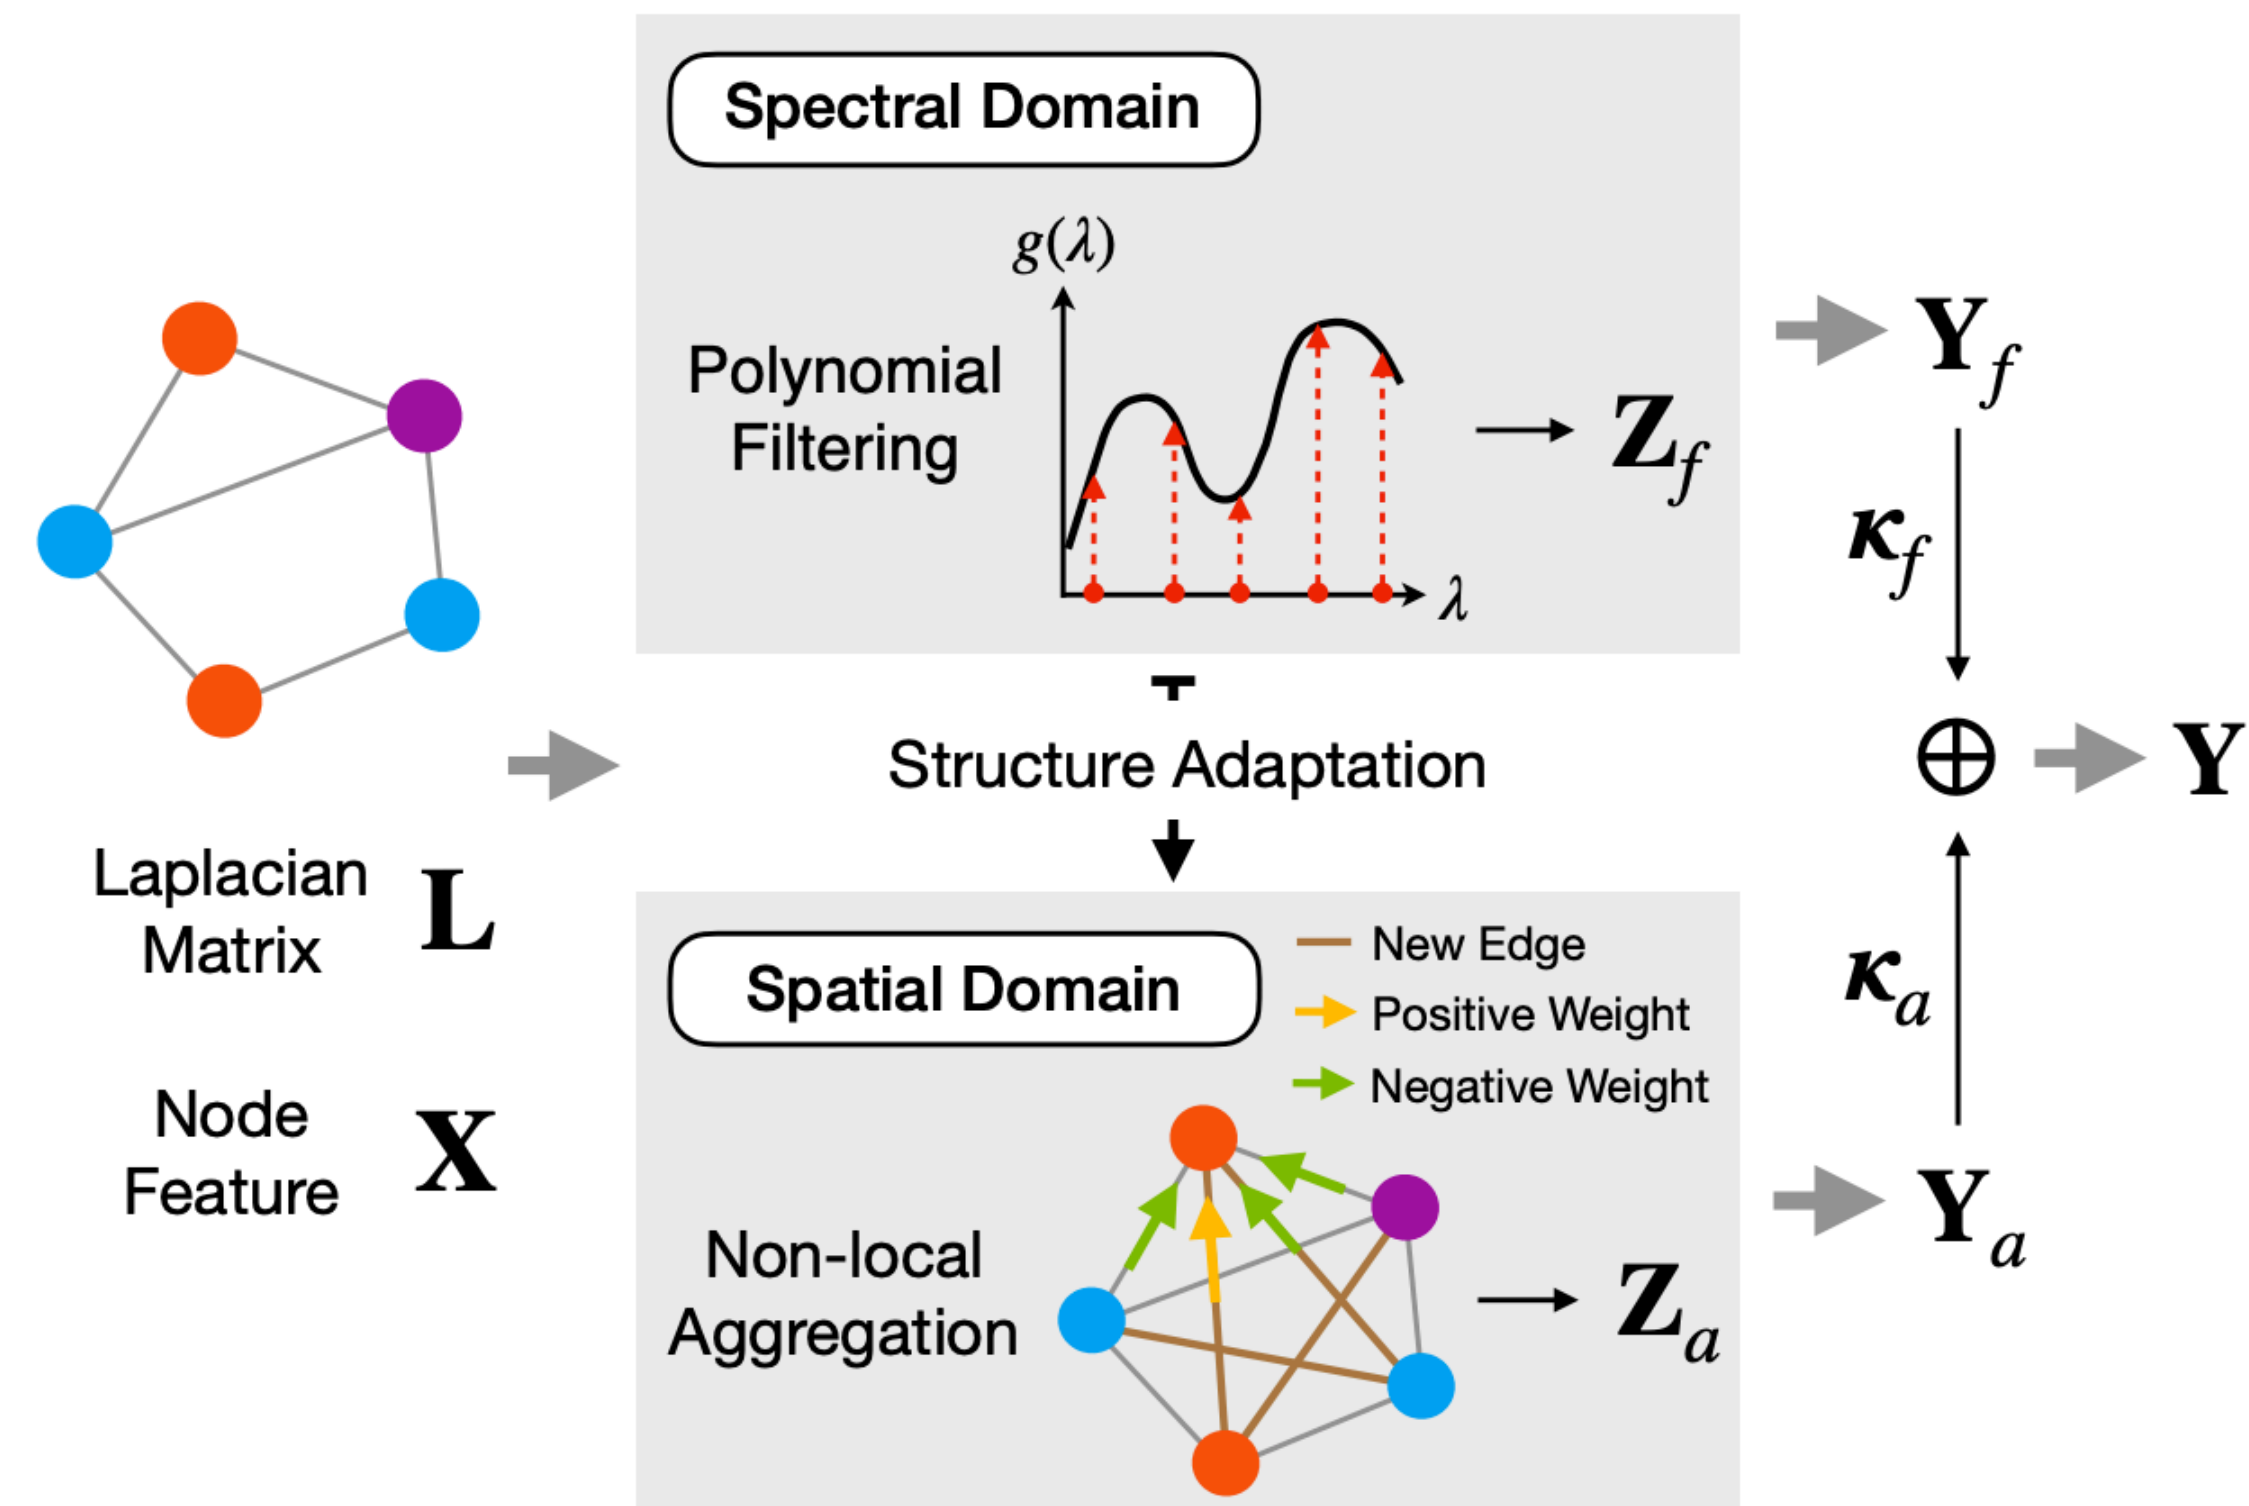 Spectral Domain
g(λ)
Polynomial
Filtering
λ
Z_f
Y_f
κ_f
Structure Adaptation
⊕
Y
Laplacian
Matrix
L
Node
Feature
X
Spatial Domain
New Edge
Positive Weight
Negative Weight
Non-local
Aggregation
Z_a
κ_a
Y_a